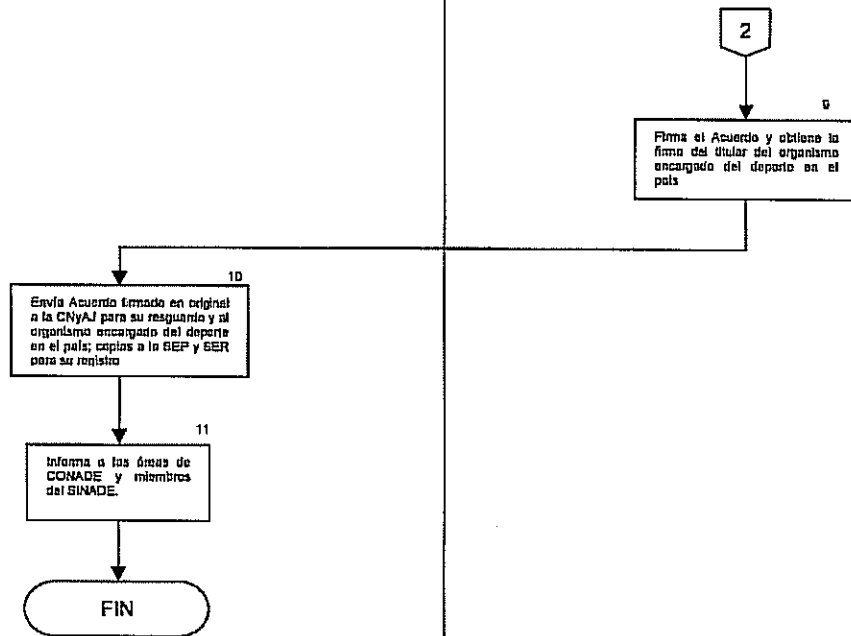 2
9
Firma el Acuerdo y obtiene la
firma del titular del organismo
encargado del deporte en el
país
10
Envía Acuerdo firmado en original
a la CNyAJ para su resguardo y al
organismo encargado del deporte
en el país; copias a la SEP y SER
para su registro
11
Informa a las áreas de
CONADE y miembros
del SINADE.
FIN